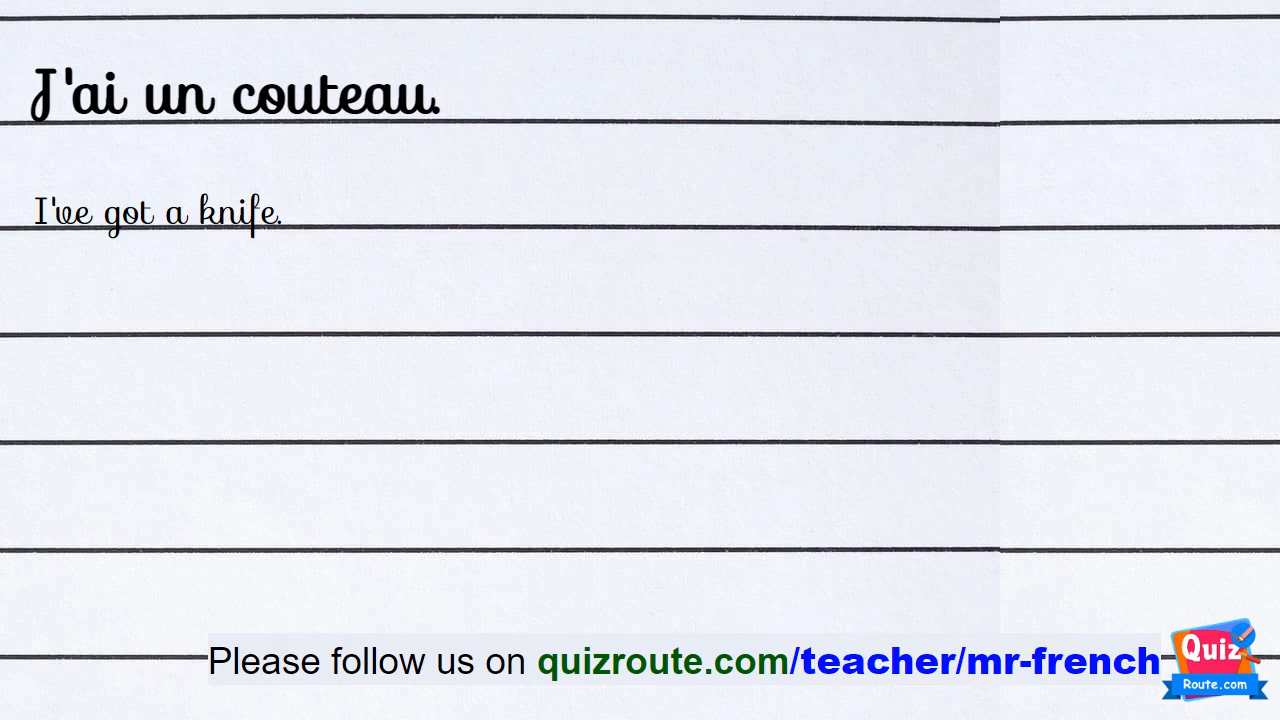 J'ai un couteau.
I've got a knife.
Please follow us on quizroute.com/teacher/mr-french
Quiz
Route.com